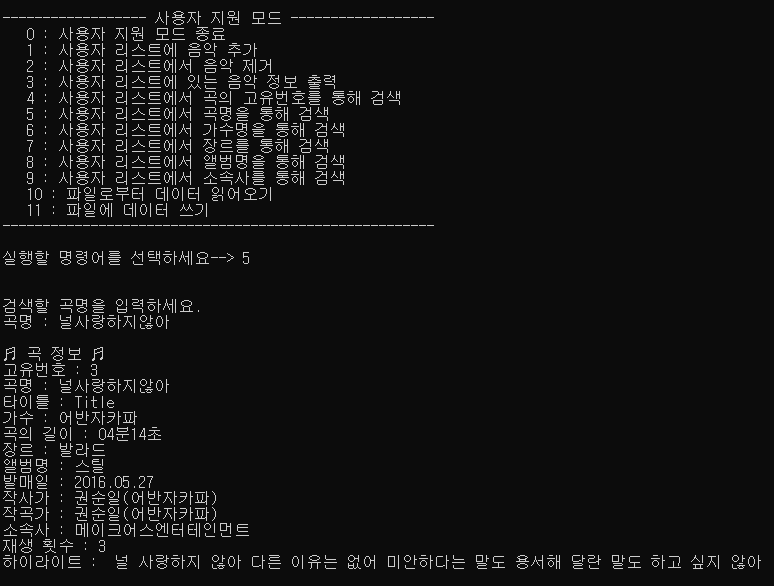 ------------------ 사용자 지원 모드 ------------------
0 : 사용자 지원 모드 종료
1 : 사용자 리스트에 음악 추가
2 : 사용자 리스트에서 음악 제거
3 : 사용자 리스트에 있는 음악 정보 출력
4 : 사용자 리스트에서 곡의 고유번호를 통해 검색
5 : 사용자 리스트에서 곡명을 통해 검색
6 : 사용자 리스트에서 가수명을 통해 검색
7 : 사용자 리스트에서 장르를 통해 검색
8 : 사용자 리스트에서 앨범명을 통해 검색
9 : 사용자 리스트에서 소속사를 통해 검색
10 : 파일로부터 데이터 읽어오기
11 : 파일에 데이터 쓰기
------------------------------------------------------
실행할 명령어를 선택하세요--> 5
검색할 곡명을 입력하세요.
곡명 : 널사랑하지않아
♬ 곡 정보 ♬
고유번호 : 3
곡명 : 널사랑하지않아
타이틀 : Title
가수 : 어반자카파
곡의 길이 : 04분14초
장르 : 발라드
앨범명 : 스틸
발매일 : 2016.05.27
작사가 : 권순일(어반자카파)
작곡가 : 권순일(어반자카파)
소속사 : 메이크어스엔터테인먼트
재생 횟수 : 3
하이라이트 :  널 사랑하지 않아 다른 이유는 없어 미안하다는 말도 용서해 달란 말도 하고 싶지 않아